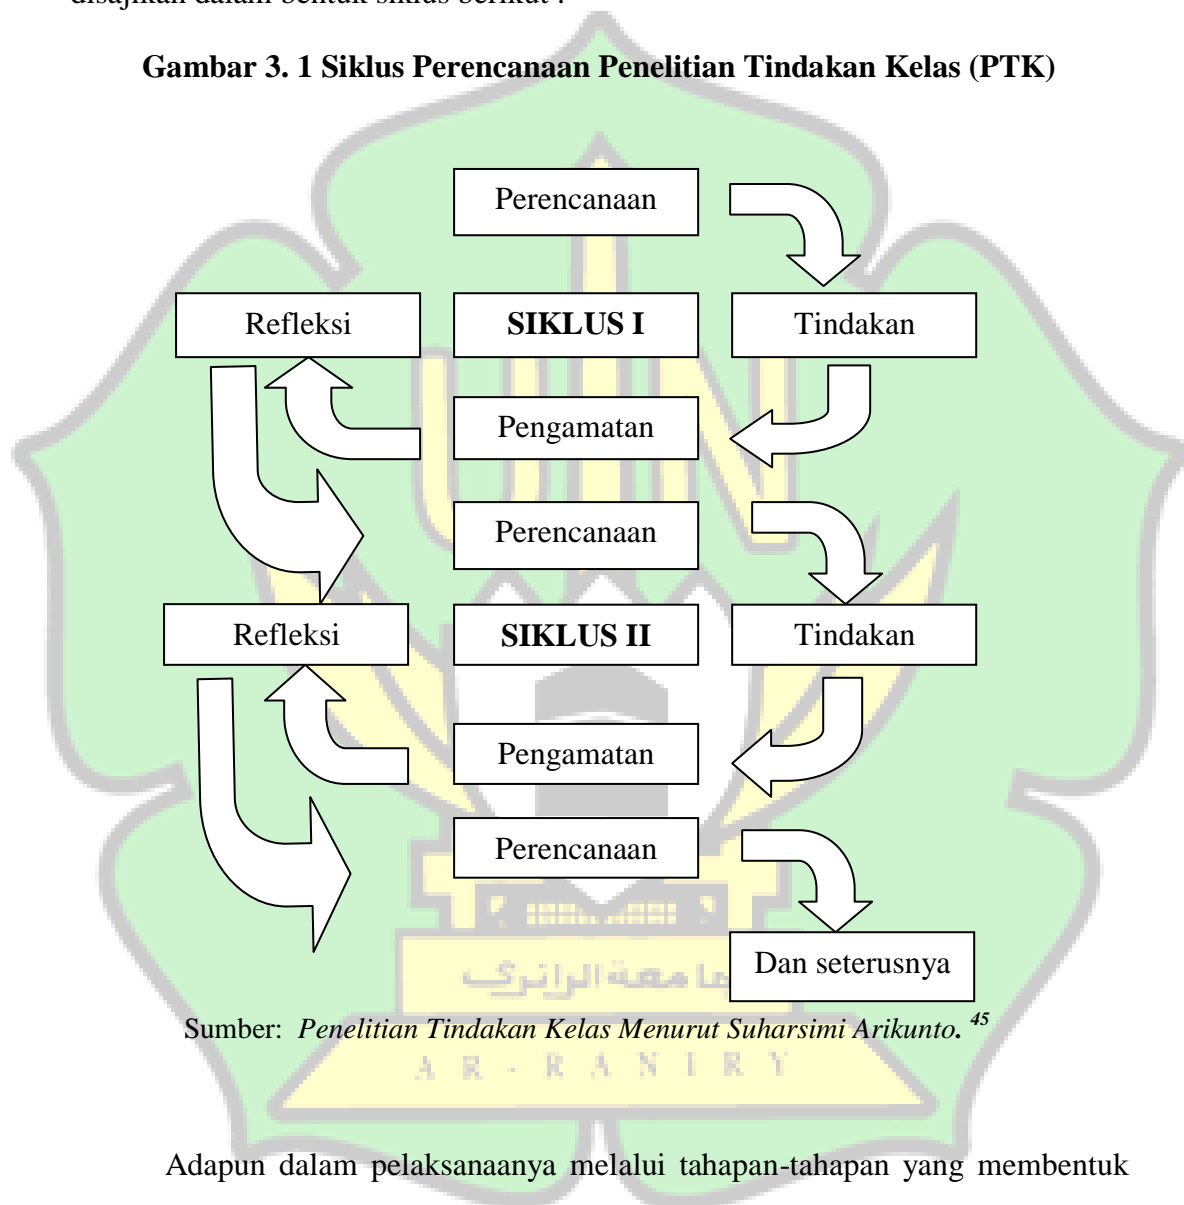 disajikan dalam bentuk siklus berikut :
Gambar 3. 1 Siklus Perencanaan Penelitian Tindakan Kelas (PTK)
Perencanaan
Refleksi
SIKLUS I
Tindakan
Pengamatan
Perencanaan
Refleksi
SIKLUS II
Tindakan
Pengamatan
Perencanaan
Dan seterusnya
جامعة الرانري
Sumber: Penelitian Tindakan Kelas Menurut Suharsimi Arikunto. 45
AR-RANIRY
Adapun dalam pelaksanaanya melalui tahapan-tahapan yang membentuk